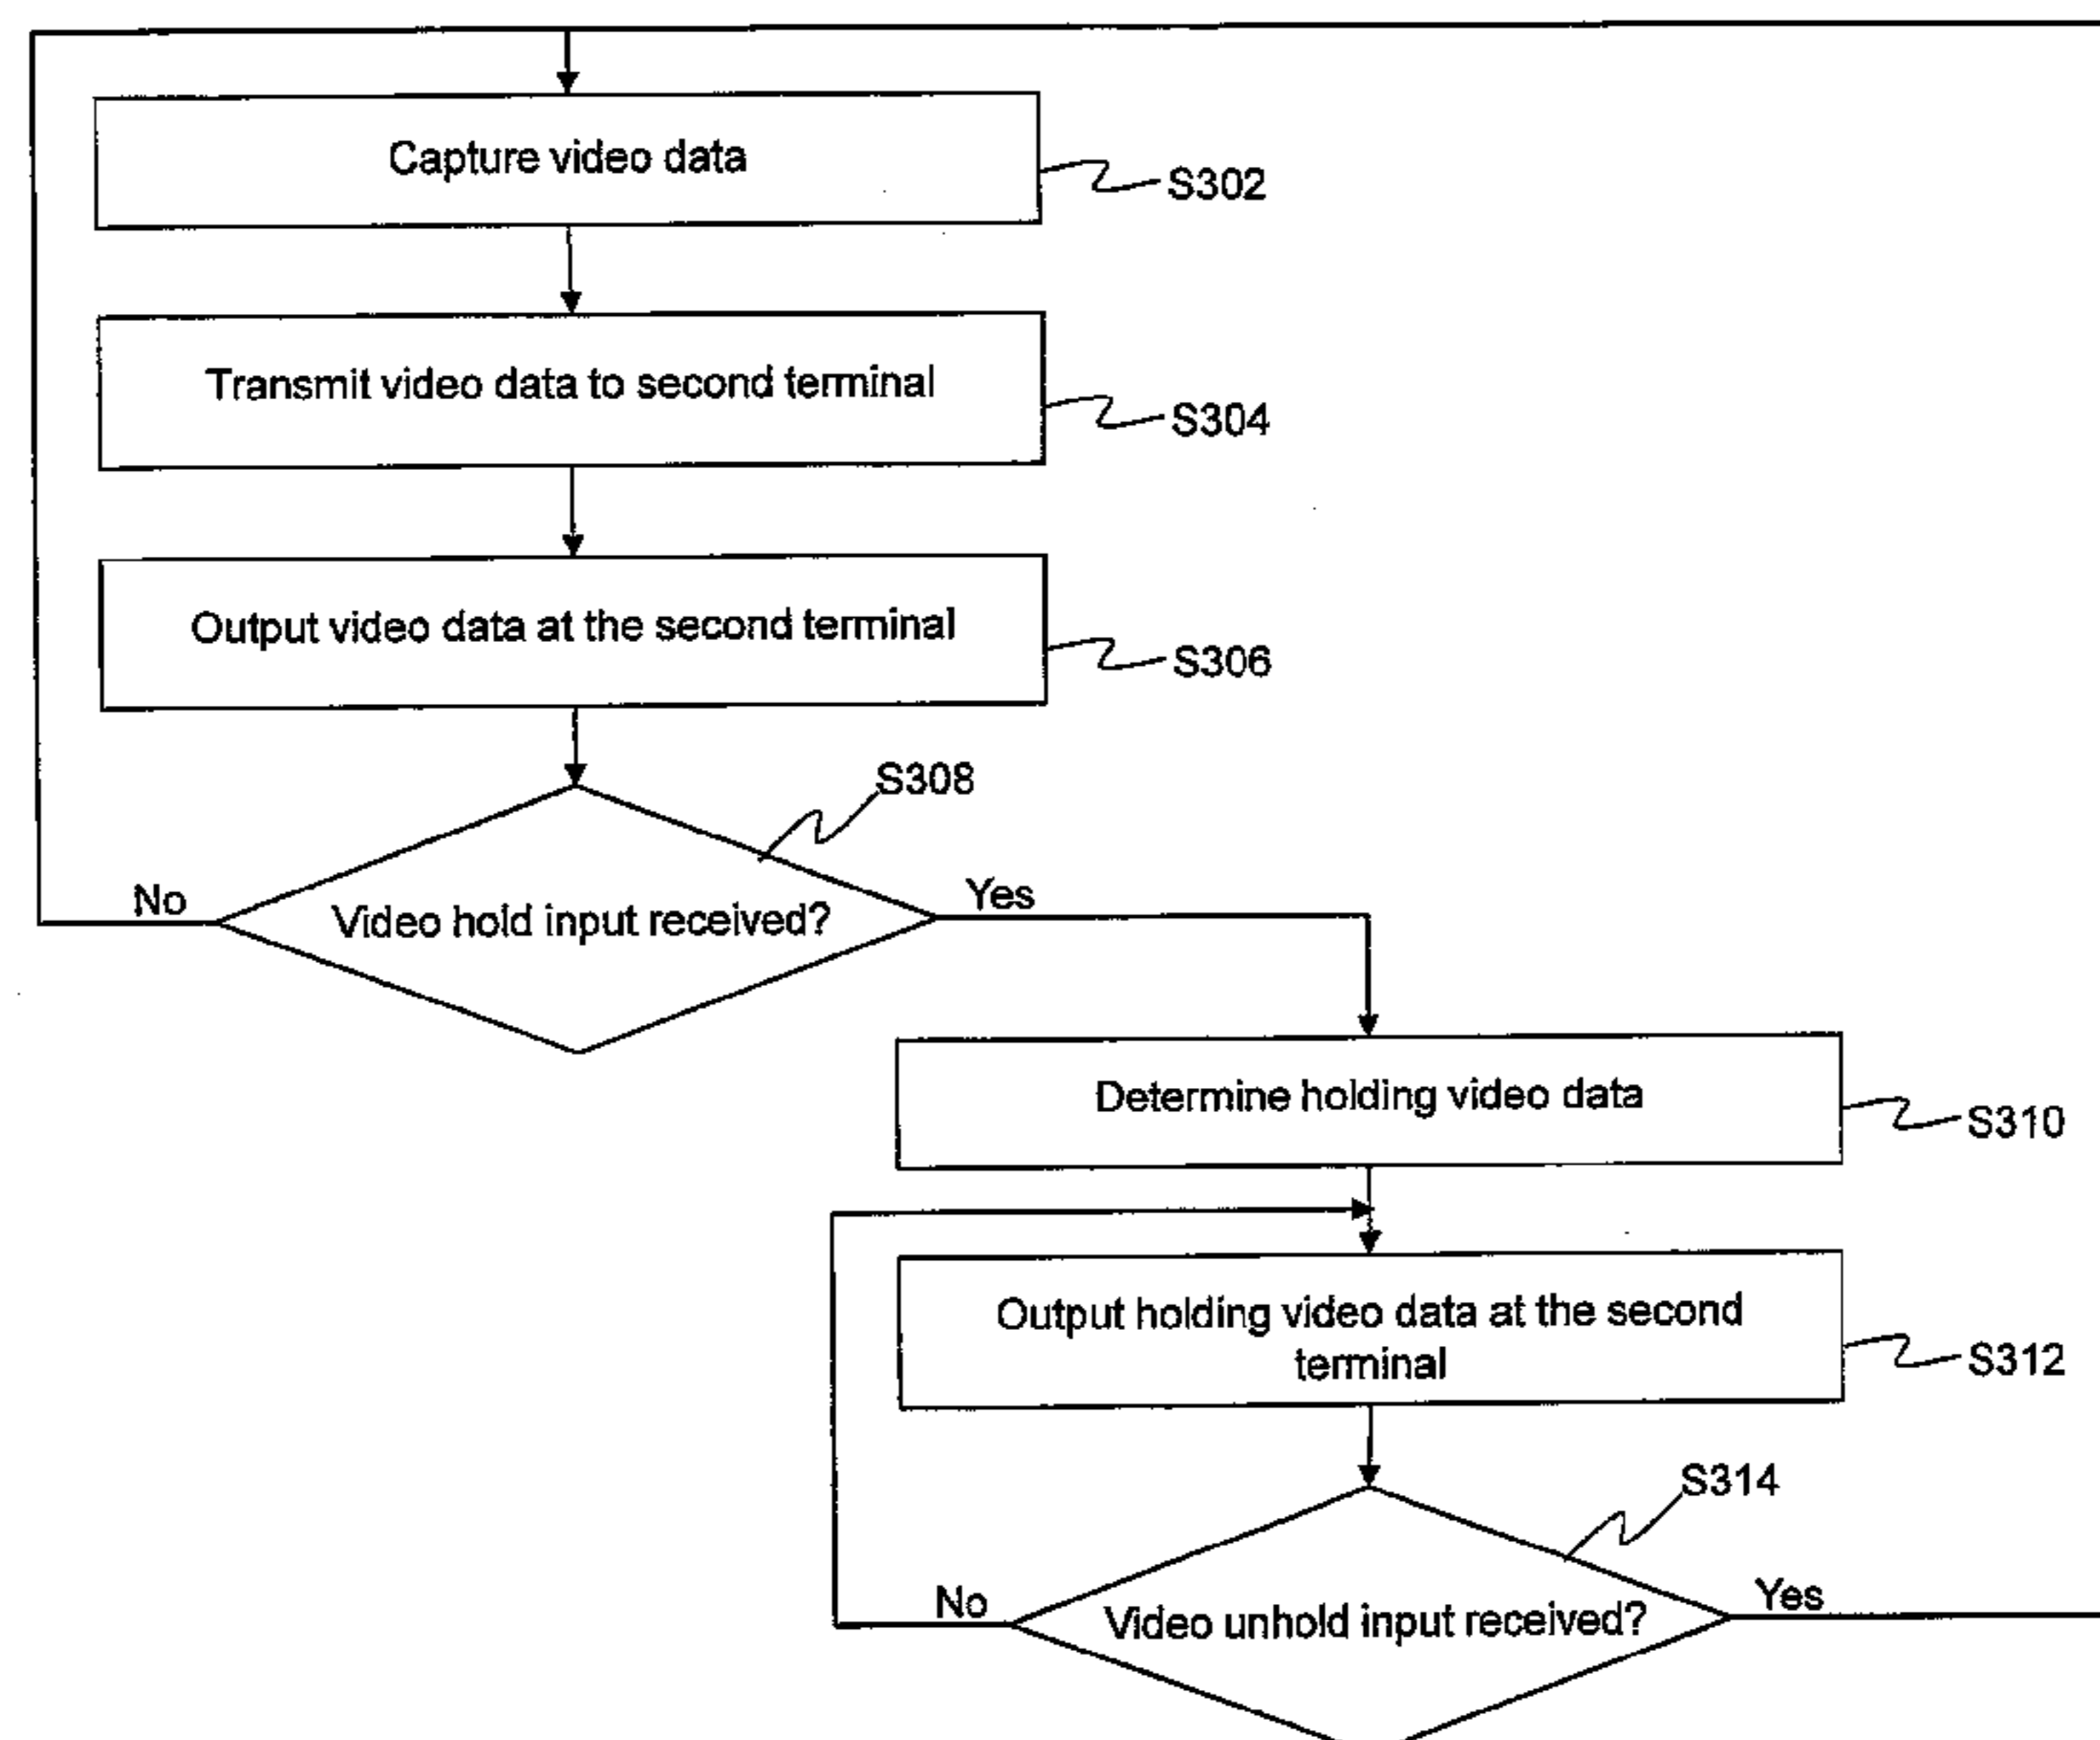 Capture video data
S302
Transmit video data to second terminal
S304
Output video data at the second terminal
S306
S308
No
Video hold input received?
Yes
Determine holding video data
S310
Output holding video data at the second
terminal
S312
S314
No
Video unhold input received?
Yes